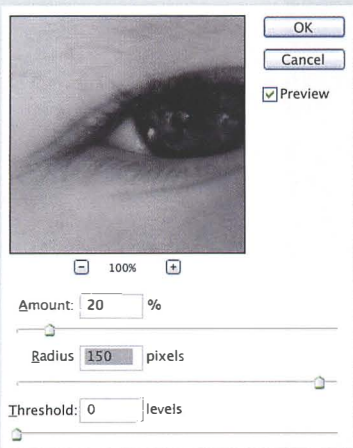 OK
Cancel
Preview
100%
Amount: 20 %
Radius 150 pixels
Threshold: 0 levels